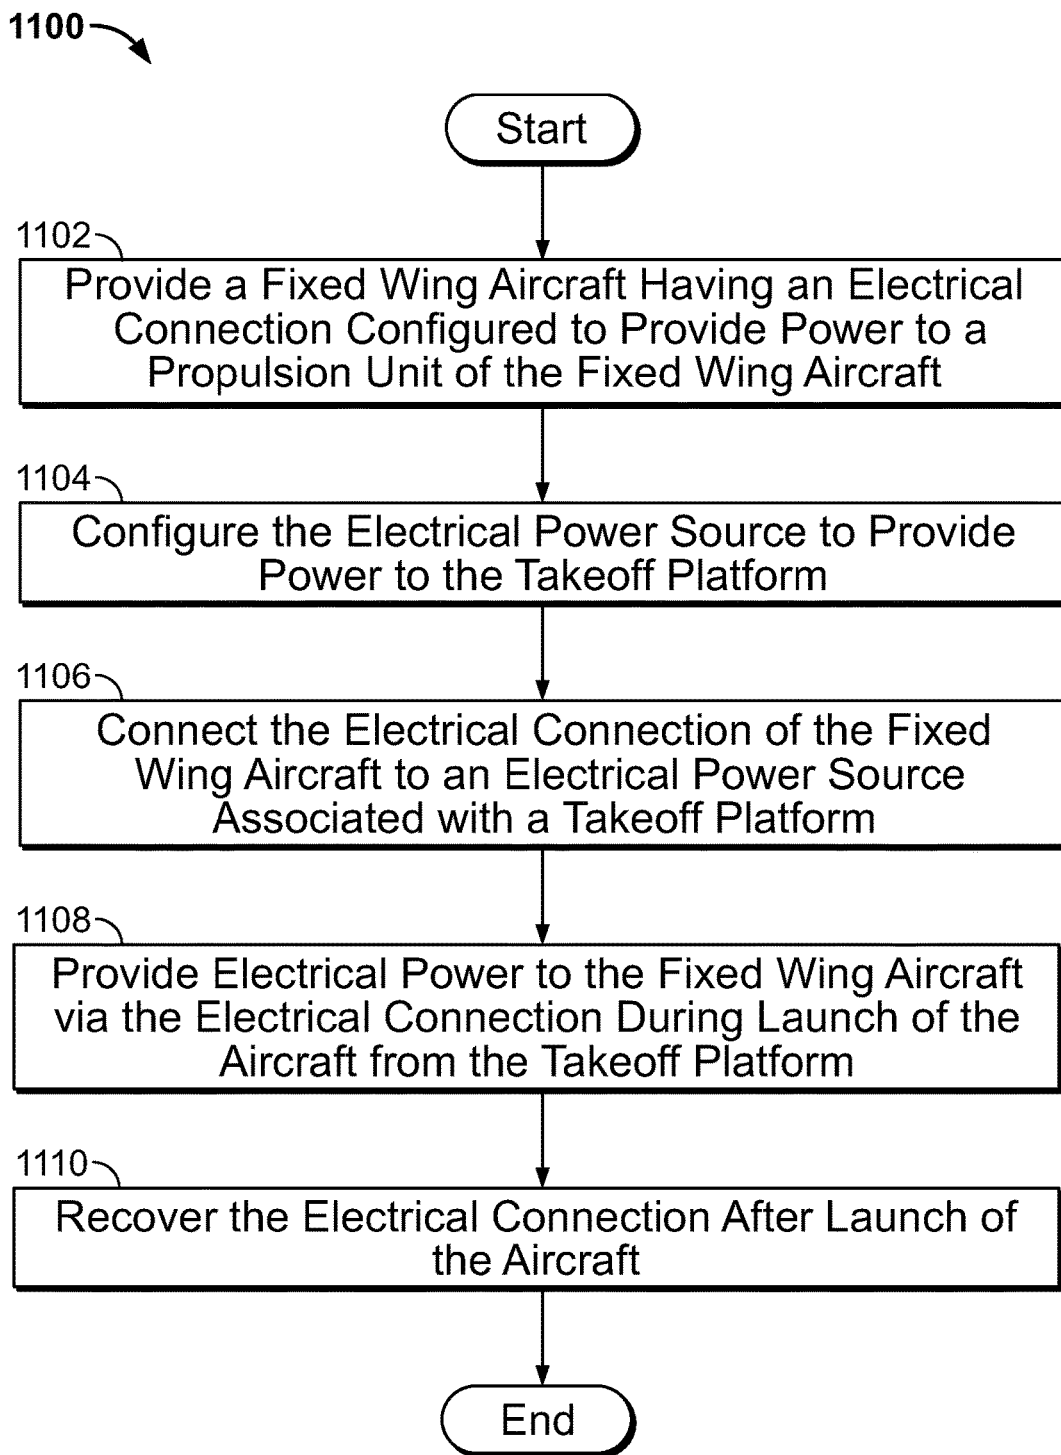 1100
Start
1102
Provide a Fixed Wing Aircraft Having an Electrical
Connection Configured to Provide Power to a
Propulsion Unit of the Fixed Wing Aircraft
1104
Configure the Electrical Power Source to Provide
Power to the Takeoff Platform
1106
Connect the Electrical Connection of the Fixed
Wing Aircraft to an Electrical Power Source
Associated with a Takeoff Platform
1108
Provide Electrical Power to the Fixed Wing Aircraft
via the Electrical Connection During Launch of the
Aircraft from the Takeoff Platform
1110
Recover the Electrical Connection After Launch of
the Aircraft
End